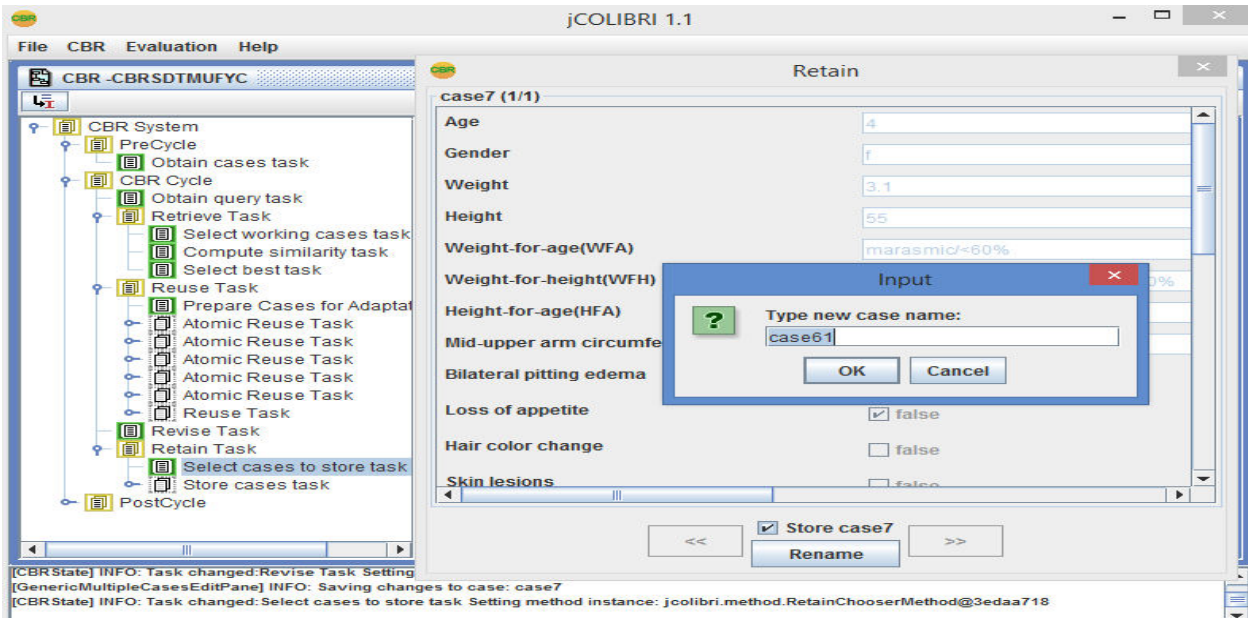 CBR
jCOLIBRI 1.1
File CBR Evaluation Help
CBR -CBRSDTMUFYC
CBR System
PreCycle
Obtain cases task
CBR Cycle
Obtain query task
Retrieve Task
Select working cases task
Compute similarity task
Select best task
Reuse Task
Prepare Cases for Adaptat
Atomic Reuse Task
Atomic Reuse Task
Atomic Reuse Task
Atomic Reuse Task
Reuse Task
Revise Task
Retain Task
Select cases to store task
Store cases task
PostCycle
CBR
Retain
case7 (1/1)
Age 4
Gender f
Weight 3.1
Height 55
Weight-for-age(WFA) marasmic/<60%
Weight-for-height(WFH) 0%
Height-for-age(HFA)
Mid-upper arm circumfe
Bilateral pitting edema
Loss of appetite false
Hair color change false
Skin lesions false
Input
?
Type new case name:
case61
OK Cancel
<< Store case7 >>
Rename
[CBRState] INFO: Task changed:Revise Task Setting
[GenericMultipleCasesEditPane] INFO: Saving changes to case: case7
[CBRState] INFO: Task changed:Select cases to store task Setting method instance: jcolibri.method.RetainChooserMethod@3edaa718